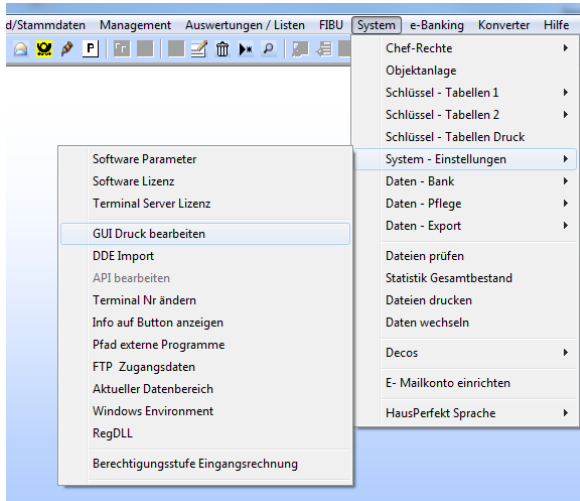 d/Stammdaten Management Auswertungen / Listen FIBU System e-Banking Konverter Hilfe
P
Chef-Rechte
Objektanlage
Schlüssel - Tabellen 1
Schlüssel - Tabellen 2
Schlüssel - Tabellen Druck
System - Einstellungen
Daten - Bank
Daten - Pflege
Daten - Export
Dateien prüfen
Statistik Gesamtbestand
Dateien drucken
Daten wechseln
Decos
E- Mailkonto einrichten
HausPerfekt Sprache
Software Parameter
Software Lizenz
Terminal Server Lizenz
GUI Druck bearbeiten
DDE Import
API bearbeiten
Terminal Nr ändern
Info auf Button anzeigen
Pfad externe Programme
FTP Zugangsdaten
Aktueller Datenbereich
Windows Environment
RegDLL
Berechtigungsstufe Eingangsrechnung